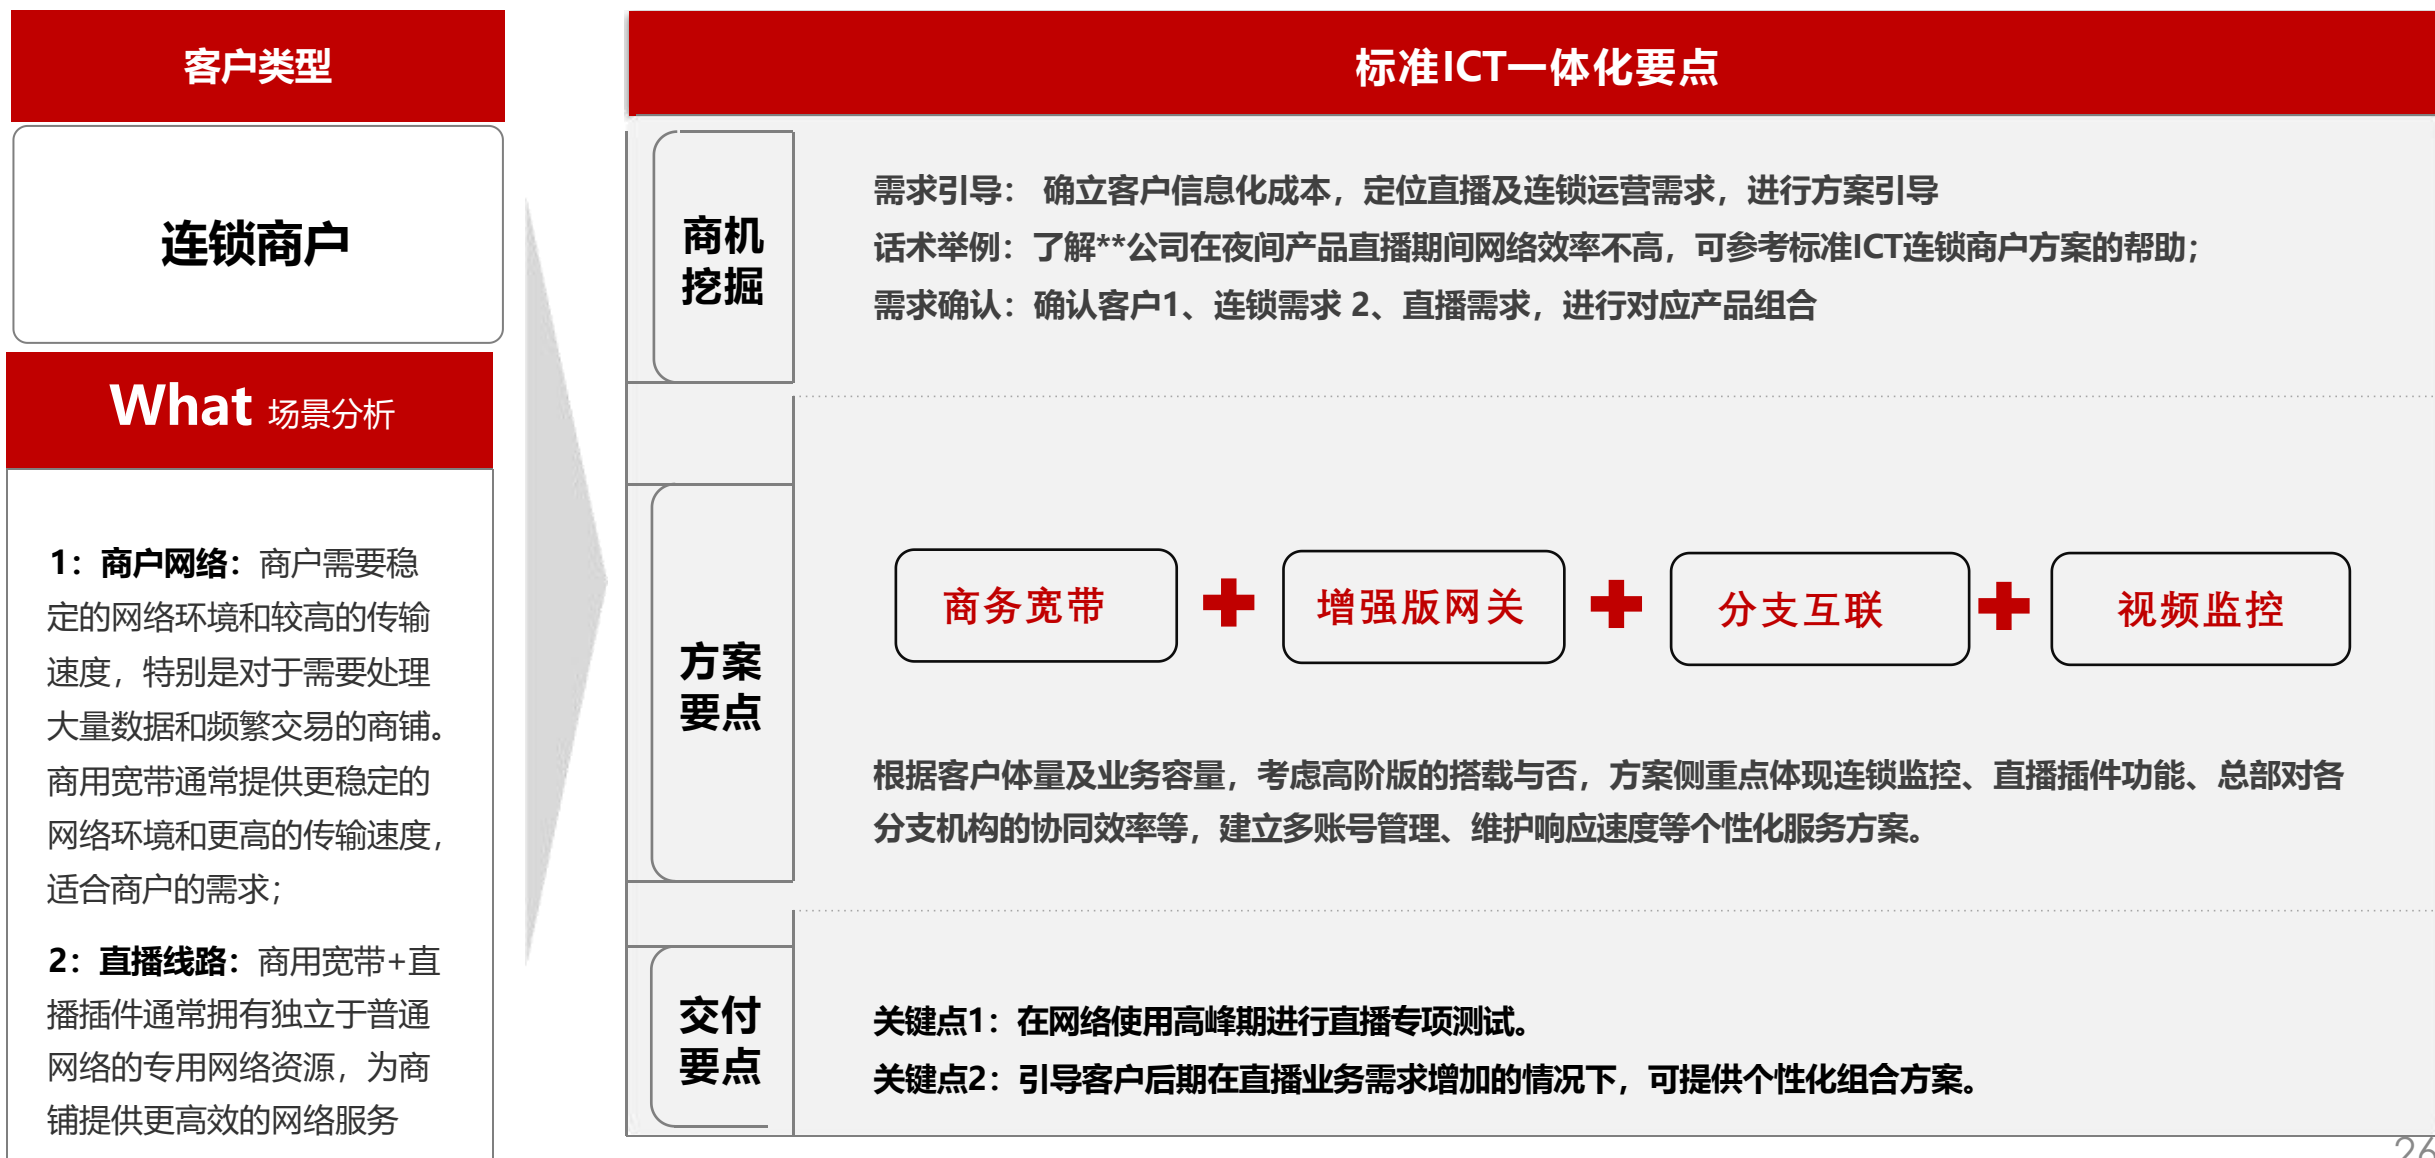 客户类型
连锁商户
What 场景分析
1：商户网络：商户需要稳
定的网络环境和较高的传输
速度，特别是对于需要处理
大量数据和频繁交易的商铺。
商用宽带通常提供更稳定的
网络环境和更高的传输速度，
适合商户的需求；
2：直播线路：商用宽带+直
播插件通常拥有独立于普通
网络的专用网络资源，为商
铺提供更高效的网络服务
标准ICT一体化要点
商机
挖掘
需求引导： 确立客户信息化成本，定位直播及连锁运营需求，进行方案引导
话术举例：了解**公司在夜间产品直播期间网络效率不高，可参考标准ICT连锁商户方案的帮助；
需求确认：确认客户1、连锁需求 2、直播需求，进行对应产品组合
方案
要点
商务宽带
增强版网关
分支互联
视频监控
根据客户体量及业务容量，考虑高阶版的搭载与否，方案侧重点体现连锁监控、直播插件功能、总部对各
分支机构的协同效率等，建立多账号管理、维护响应速度等个性化服务方案。
交付
要点
关键点1：在网络使用高峰期进行直播专项测试。
关键点2：引导客户后期在直播业务需求增加的情况下，可提供个性化组合方案。
26